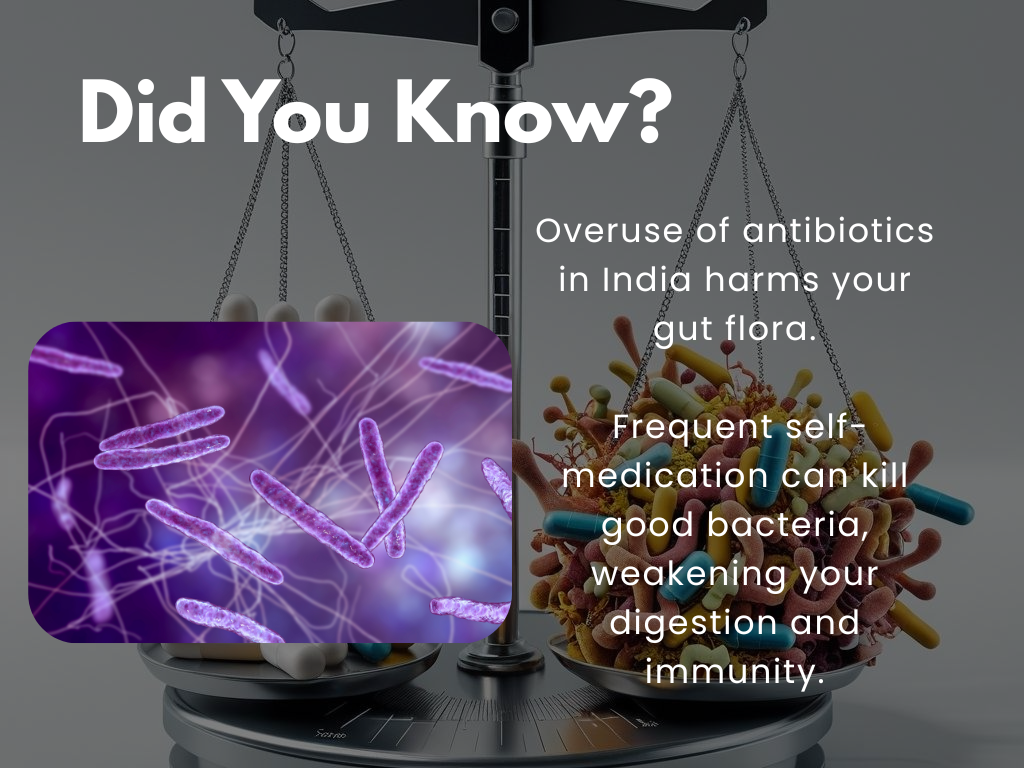 Did You Know?
Overuse of antibiotics
in India harms your
gut flora.
Frequent self-
medication can kill
good bacteria,
weakening your
digestion and
immunity.